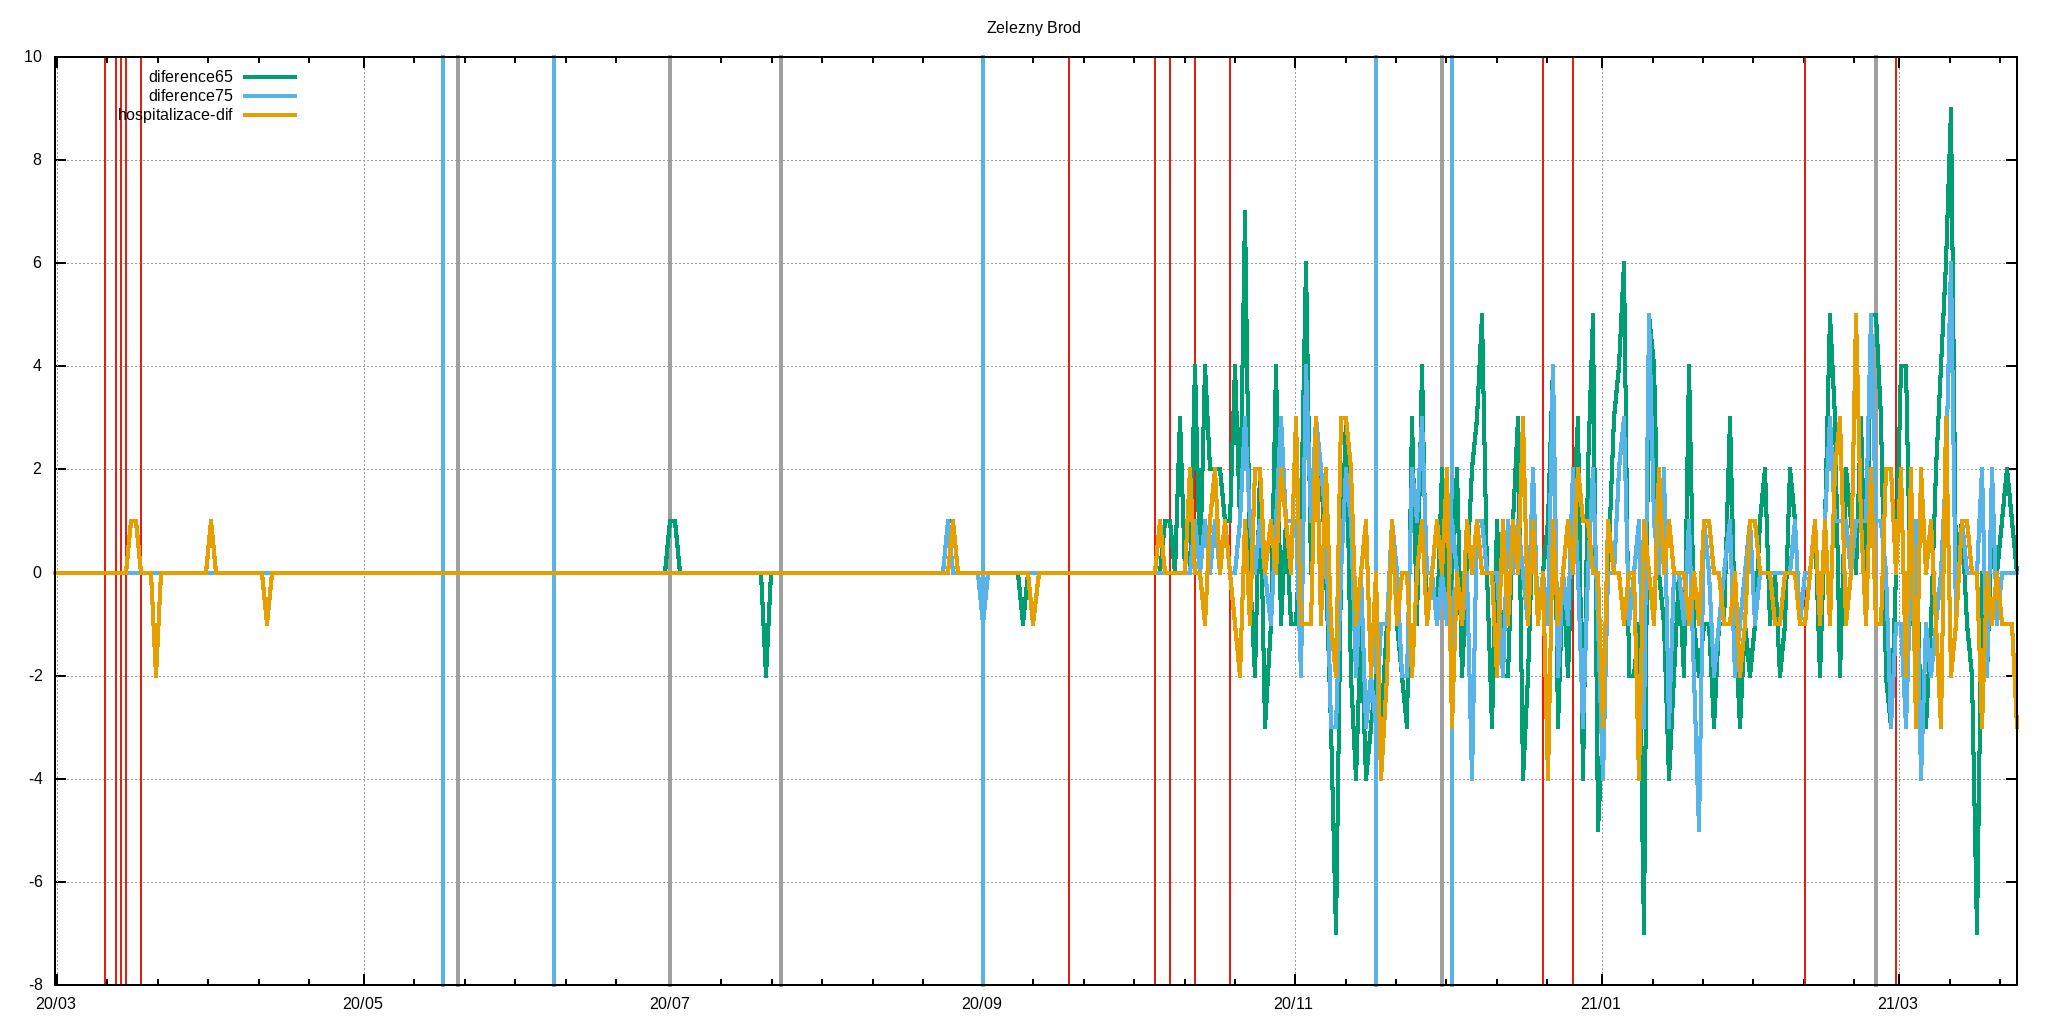 Zelezny Brod
10
8
6
4
2
0
-2
-4
-6
-8
diference65
diference75
hospitalizace-dif
20/03 20/05 20/07 20/09 20/11 21/01 21/03